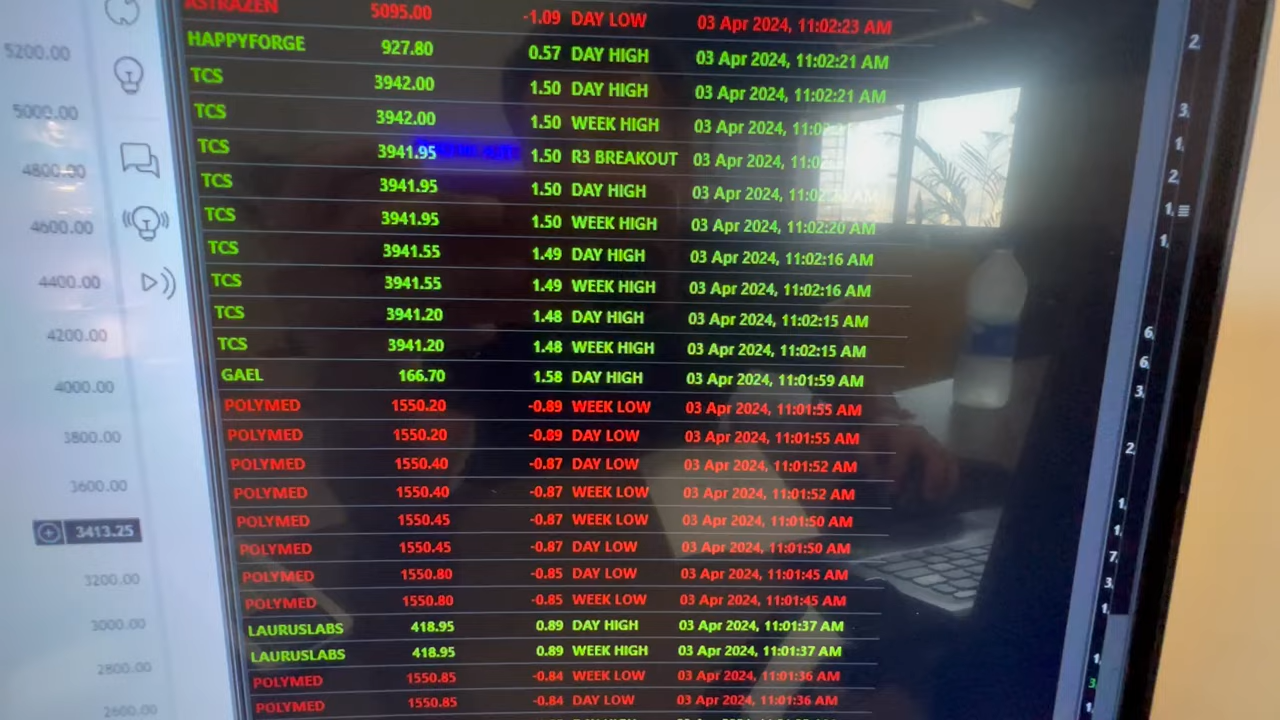 ASTRAZEN 5095.00 -1.09 DAY LOW 03 Apr 2024, 11:02:23 AM
HAPPYFORGE 927.80 0.57 DAY HIGH 03 Apr 2024, 11:02:21 AM
TCS 3942.00 1.50 DAY HIGH 03 Apr 2024, 11:02:21 AM
TCS 3942.00 1.50 WEEK HIGH 03 Apr 2024,
TCS 3941.95 1.50 R3 BREAKOUT 03 Apr 2024,
TCS 3941.95 1.50 DAY HIGH 03 Apr 2024,
TCS 3941.95 1.50 WEEK HIGH 03 Apr 2024, 11:02:20 AM
TCS 3941.55 1.49 DAY HIGH 03 Apr 2024, 11:02:16 AM
TCS 3941.55 1.49 WEEK HIGH 03 Apr 2024, 11:02:16 AM
TCS 3941.20 1.48 DAY HIGH 03 Apr 2024, 11:02:15 AM
TCS 3941.20 1.48 WEEK HIGH 03 Apr 2024, 11:02:15 AM
GAEL 166.70 1.58 DAY HIGH 03 Apr 2024, 11:01:59 AM
POLYMED 1550.20 -0.89 WEEK LOW 03 Apr 2024, 11:01:55 AM
POLYMED 1550.20 -0.89 DAY LOW 03 Apr 2024, 11:01:55 AM
POLYMED 1550.40 -0.87 DAY LOW 03 Apr 2024, 11:01:52 AM
POLYMED 1550.40 -0.87 WEEK LOW 03 Apr 2024, 11:01:52 AM
POLYMED 1550.45 -0.87 WEEK LOW 03 Apr 2024, 11:01:50 AM
POLYMED 1550.45 -0.87 DAY LOW 03 Apr 2024, 11:01:50 AM
POLYMED 1550.80 -0.85 DAY LOW 03 Apr 2024, 11:01:45 AM
POLYMED 1550.80 -0.85 WEEK LOW 03 Apr 2024, 11:01:45 AM
LAURUSLABS 418.95 0.89 DAY HIGH 03 Apr 2024, 11:01:37 AM
LAURUSLABS 418.95 0.89 WEEK HIGH 03 Apr 2024, 11:01:37 AM
POLYMED 1550.85 -0.84 WEEK LOW 03 Apr 2024, 11:01:36 AM
POLYMED 1550.85 -0.84 DAY LOW 03 Apr 2024, 11:01:36 AM
5200.00
5000.00
4800.00
4600.00
4400.00
4200.00
4000.00
3800.00
3600.00
3413.25
3200.00
3000.00
2800.00
2600.00